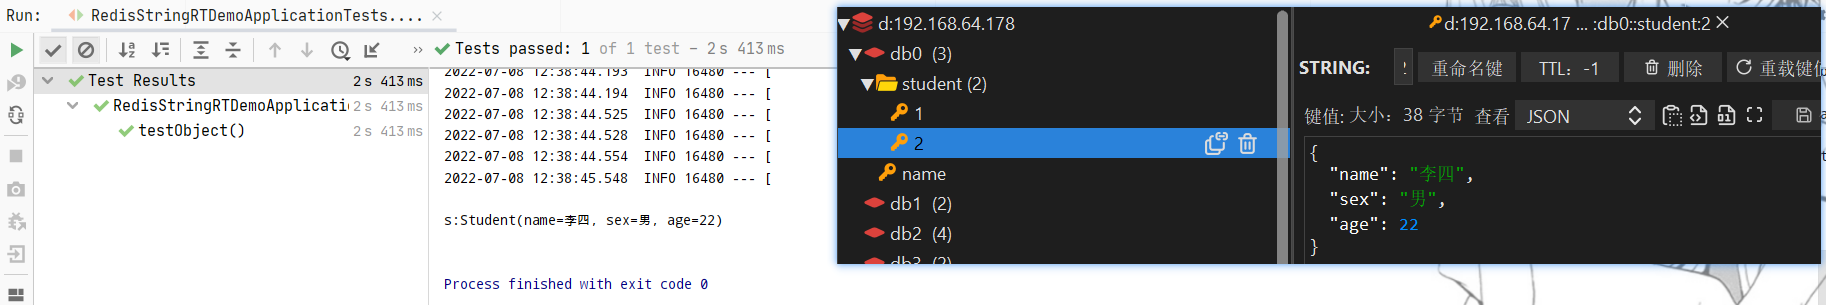 Run:
RedisStringRTDemoApplicationTests....
Tests passed: 1 of 1 test – 2 s 413 ms
Test Results 2 s 413 ms
RedisStringRTDemoApplicatio 2 s 413 ms
testObject() 2 s 413 ms
2022-07-08 12:38:44.193  INFO 16480 --- [
2022-07-08 12:38:44.194  INFO 16480 --- [
2022-07-08 12:38:44.525  INFO 16480 --- [
2022-07-08 12:38:44.528  INFO 16480 --- [
2022-07-08 12:38:44.554  INFO 16480 --- [
2022-07-08 12:38:45.548  INFO 16480 --- [
s:Student(name=李四, sex=男, age=22)
Process finished with exit code 0
d:192.168.64.178
db0 (3)
student (2)
1
2
name
db1 (2)
db2 (4)
db3 (2)
d:192.168.64.17 ... :db0::student:2
STRING: 重命名键 TTL: -1 删除 重载键
键值: 大小: 38 字节 查看 JSON
{
"name": "李四",
"sex": "男",
"age": 22
}